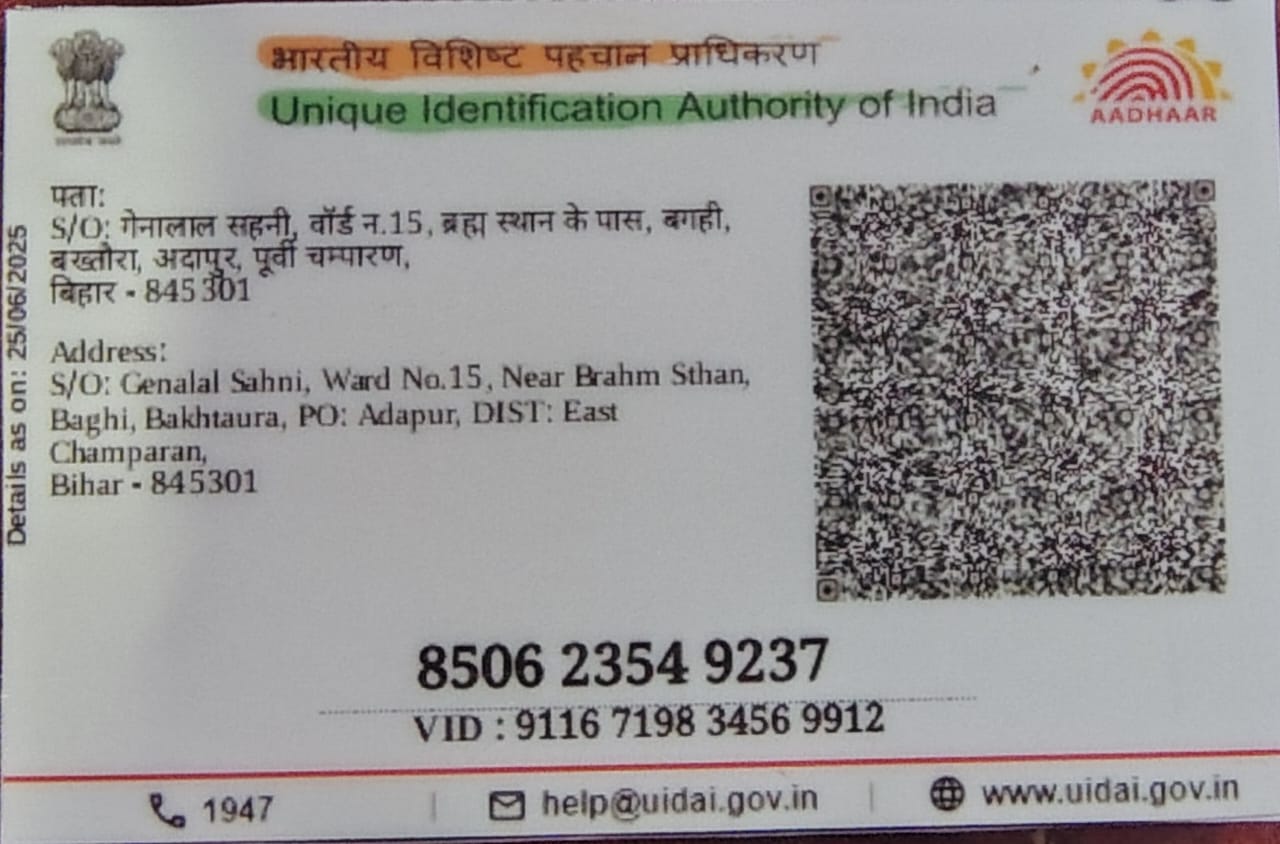 भारतीय विशिष्ट पहचान प्राधिकरण
Unique Identification Authority of India
AADHAAR
पता:
S/O: गेनालाल सहनी, वॉर्ड न.15, ब्रह्म स्थान के पास, बगही,
बख्तौरा, अदापुर, पूर्वी चम्पारण,
बिहार - 845301
Address:
S/O: Genalal Sahni, Ward No.15, Near Brahm Sthan,
Baghi, Bakhtaura, PO: Adapur, DIST: East
Champaran,
Bihar - 845301
Details as on: 25/06/2025
8506 2354 9237
VID : 9116 7198 3456 9912
1947
help@uidai.gov.in
www.uidai.gov.in